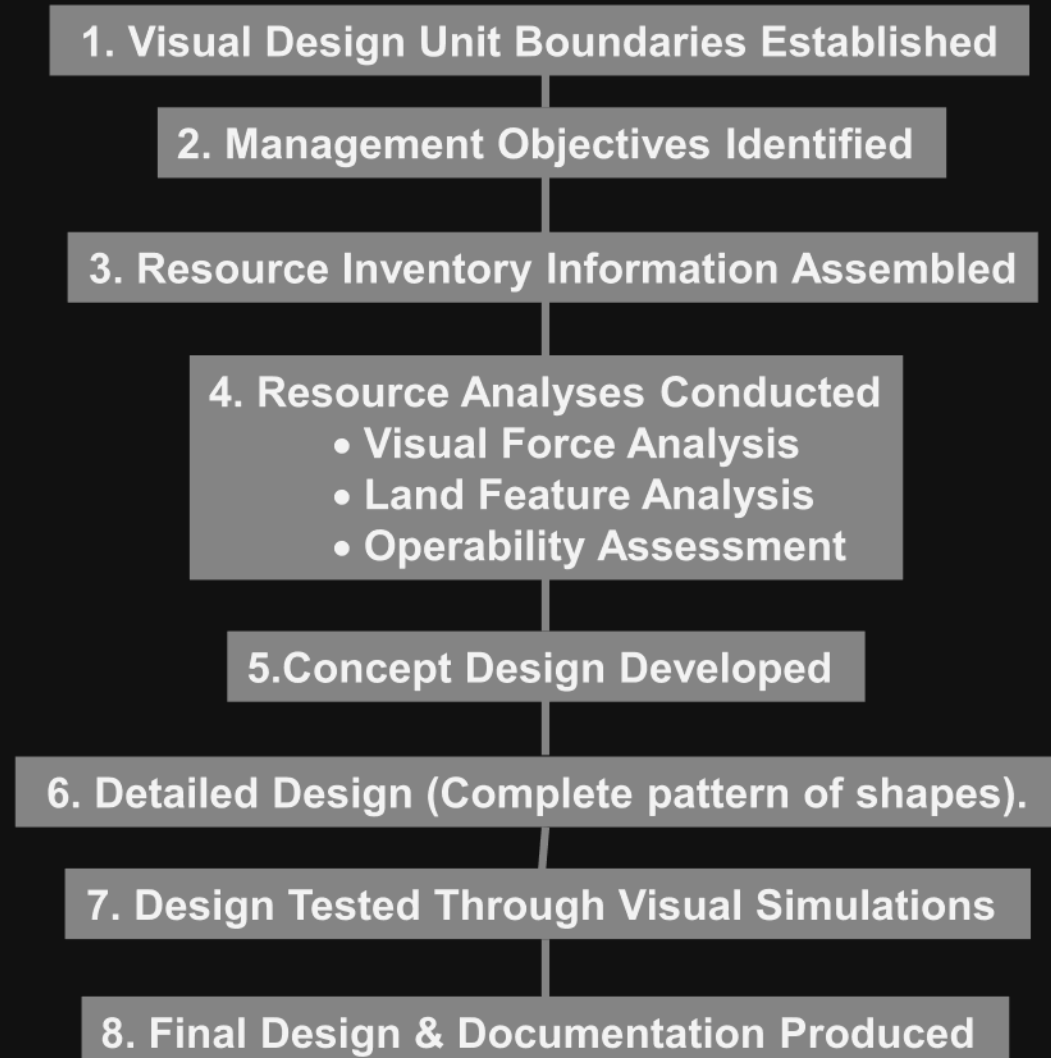 1. Visual Design Unit Boundaries Established
2. Management Objectives Identified
3. Resource Inventory Information Assembled
4. Resource Analyses Conducted
• Visual Force Analysis
• Land Feature Analysis
• Operability Assessment
5.Concept Design Developed
6. Detailed Design (Complete pattern of shapes).
7. Design Tested Through Visual Simulations
8. Final Design & Documentation Produced